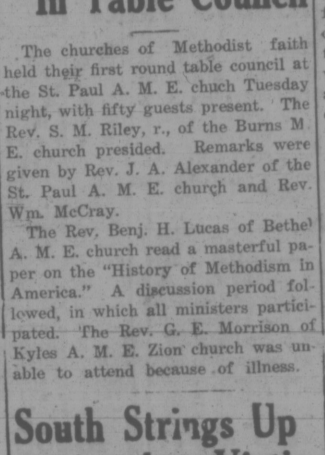 In Table Council
The churches of Methodist faith
held their first round table council at
the St. Paul A. M. E. chuch Tuesday
night, with fifty guests present. The
Rev. S. M. Riley, r., of the Burns M
E. church presided. Remarks were
given by Rev. J. A. Alexander of the
St. Paul A. M. E. church and Rev.
Wm. McCray.
The Rev. Benj. H. Lucas of Bethel
A. M. E. church read a masterful pa-
per on the "History of Methodism in
America." A discussion period fol-
lowed, in which all ministers partici-
pated. The Rev. G. E. Morrison of
Kyles A. M. E. Zion church was un-
able to attend because of illness.
South Strings Up